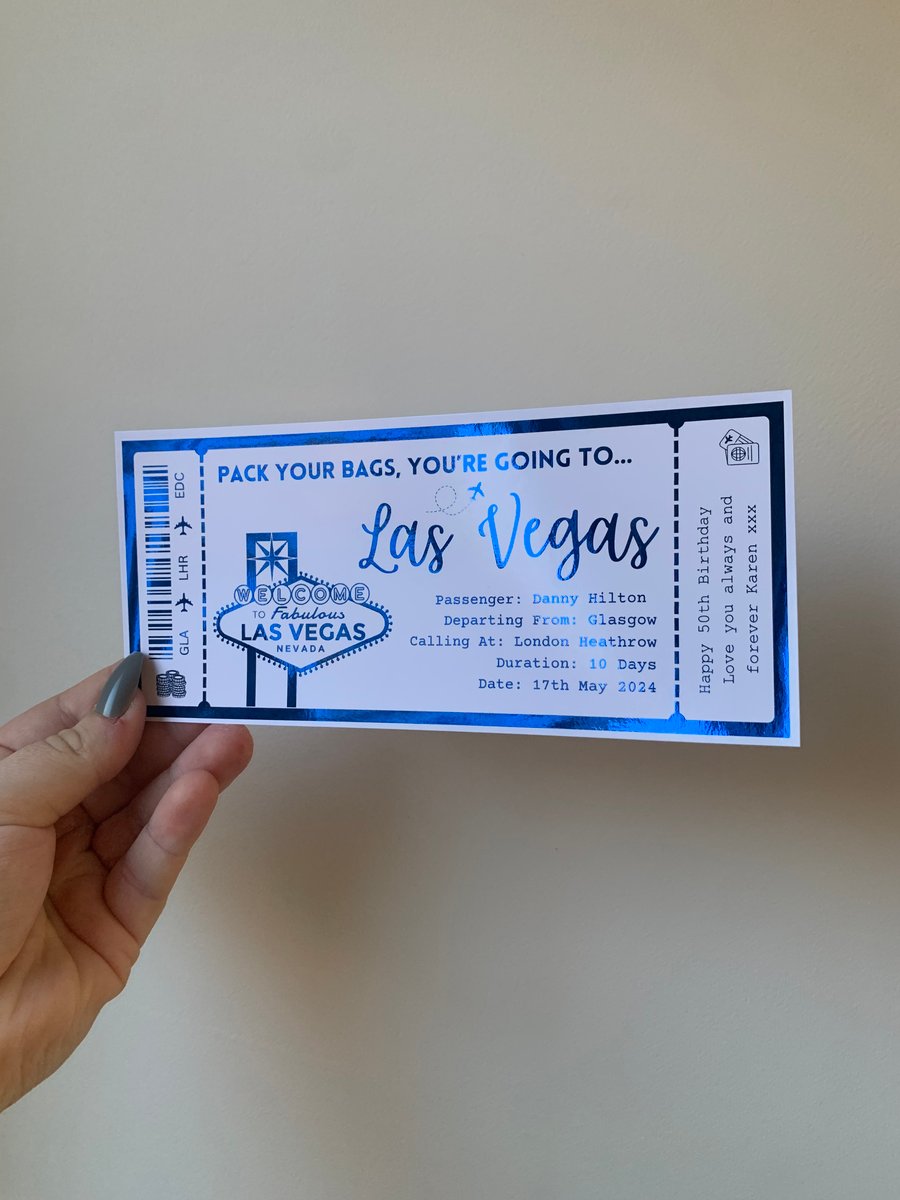 GLA ✈ LHR ✈ EDC
PACK YOUR BAGS, YOU'RE GOING TO...
Las Vegas
WELCOME
TO Fabulous
LAS VEGAS
NEVADA
Passenger: Danny Hilton
Departing From: Glasgow
Calling At: London Heathrow
Duration: 10 Days
Date: 17th May 2024
Happy 50th Birthday
Love you always and
forever Karen xxx